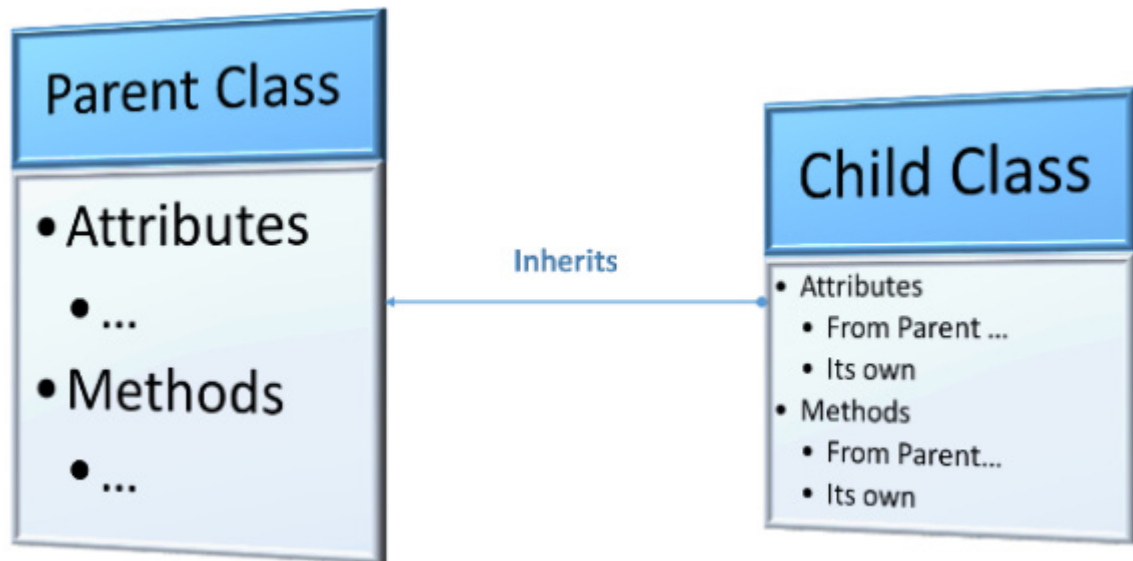 Parent Class
• Attributes
• ...
• Methods
• ...
Inherits
Child Class
• Attributes
• From Parent ...
• Its own
• Methods
• From Parent...
• Its own